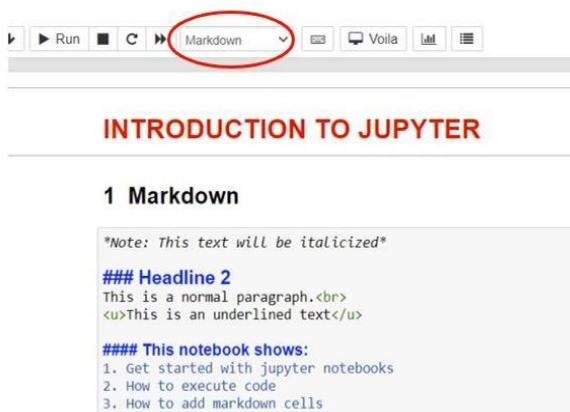 Run Markdown Voila
INTRODUCTION TO JUPYTER
1 Markdown
*Note: This text will be italicized*
### Headline 2
This is a normal paragraph.<br>
<u>This is an underlined text</u>
#### This notebook shows:
1. Get started with jupyter notebooks
2. How to execute code
3. How to add markdown cells